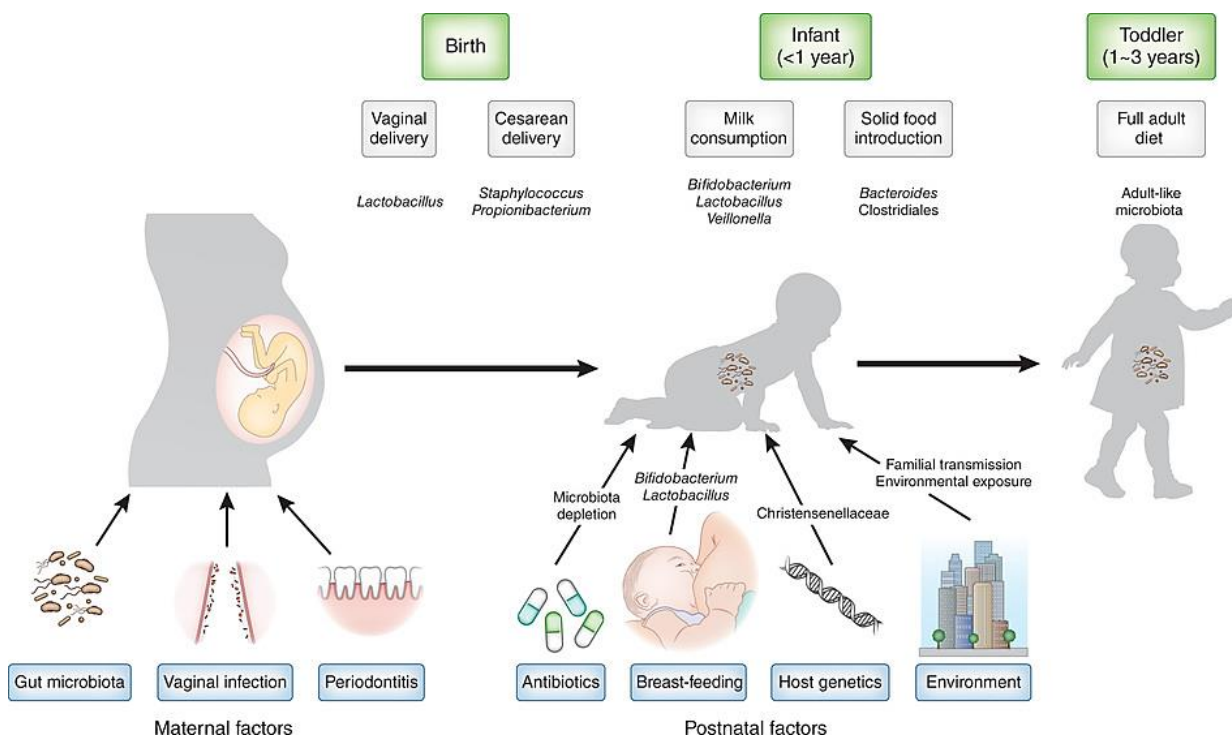 Birth
Infant
(<1 year)
Toddler
(1~3 years)
Vaginal
delivery
Cesarean
delivery
Milk
consumption
Solid food
introduction
Full adult
diet
Lactobacillus
Staphylococcus
Propionibacterium
Bifidobacterium
Lactobacillus
Veillonella
Bacteroides
Clostridiales
Adult-like
microbiota
Microbiota
depletion
Bifidobacterium
Lactobacillus
Christensenellaceae
Familial transmission
Environmental exposure
Gut microbiota
Vaginal infection
Periodontitis
Antibiotics
Breast-feeding
Host genetics
Environment
Maternal factors
Postnatal factors